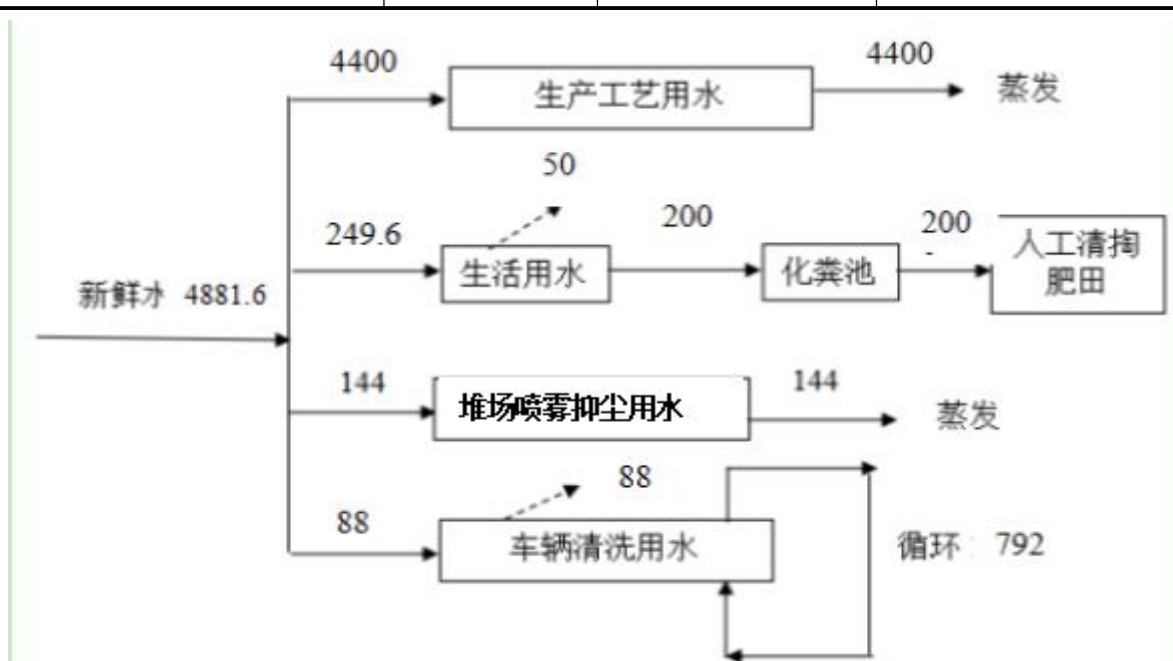 4400
生产工艺用水
4400
蒸发
50
249.6
生活用水
200
化粪池
200
人工清掏
肥田
新鲜水 4881.6
144
堆场喷雾抑尘用水
144
蒸发
88
88
车辆清洗用水
循环: 792